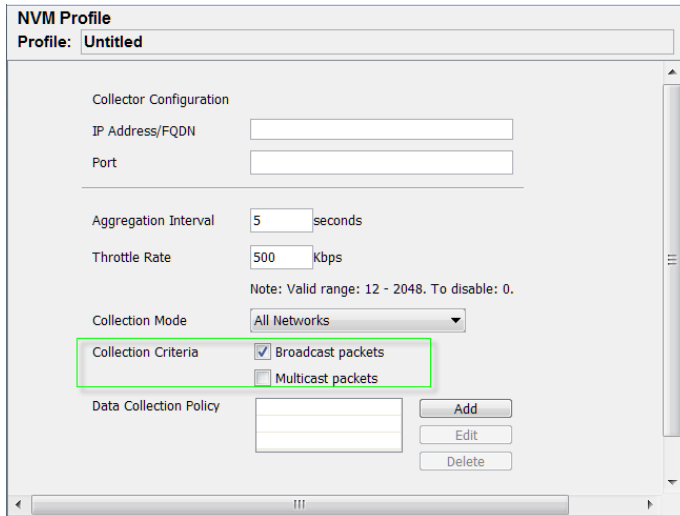 NVM Profile
Profile: Untitled
Collector Configuration
IP Address/FQDN
Port
Aggregation Interval 5 seconds
Throttle Rate 500 Kbps
Note: Valid range: 12 - 2048. To disable: 0.
Collection Mode All Networks
Collection Criteria Broadcast packets
Multicast packets
Data Collection Policy Add
Edit
Delete